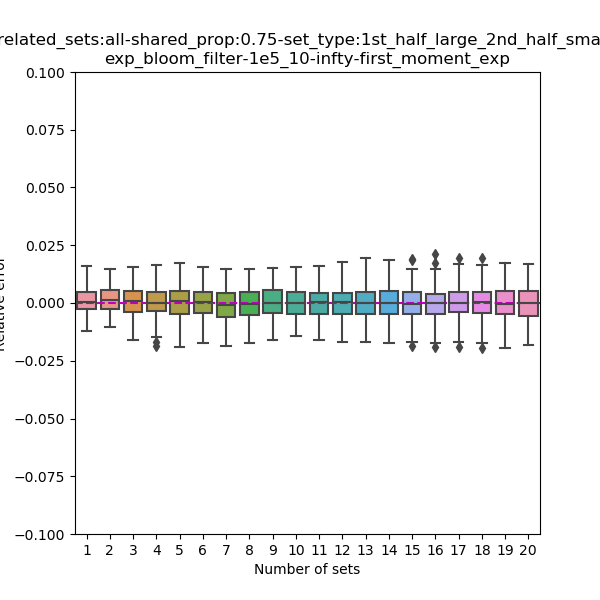 related_sets:all-shared_prop:0.75-set_type:1st_half_large_2nd_half_sma
exp_bloom_filter-1e5_10-infty-first_moment_exp
0.100
0.075
0.050
0.025
0.000
−0.025
−0.050
−0.075
−0.100
Relative error
1 2 3 4 5 6 7 8 9 10 11 12 13 14 15 16 17 18 19 20
Number of sets